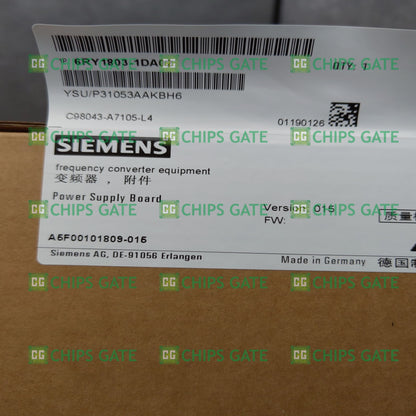 6RY1803-1DA
QTY. 1
YSU/P31053AAKBH6
C98043-A7105-L4
01190126
SIEMENS
frequency converter equipment
变频器，附件
Power Supply Board
Version 015
FW:
质量
A5F00101809-015
Siemens AG, DE-91056 Erlangen
Made in Germany
德国制
CG CHIPS GATE